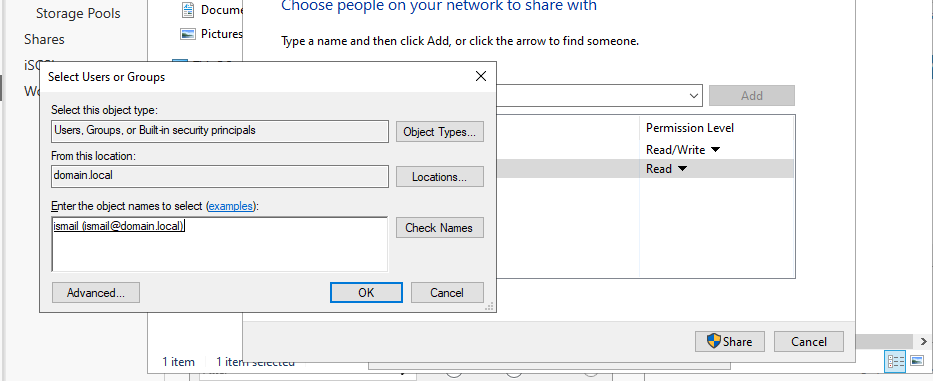 Storage Pools
Shares
iSC
Wo
Docume
Pictures
Choose people on your network to share with
Type a name and then click Add, or click the arrow to find someone.
Add
Permission Level
Read/Write
Read
Select Users or Groups
Select this object type:
Users, Groups, or Built-in security principals
Object Types...
From this location:
domain.local
Locations...
Enter the object names to select (examples):
ismail (ismail@domain.local)
Check Names
Advanced...
OK
Cancel
Share
Cancel
1 item
1 item selected